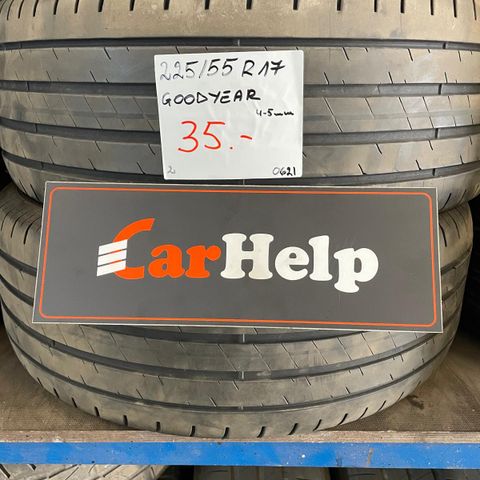 225/55 R17
GOODYEAR
4-5mm
35.-
2
0621
CarHelp